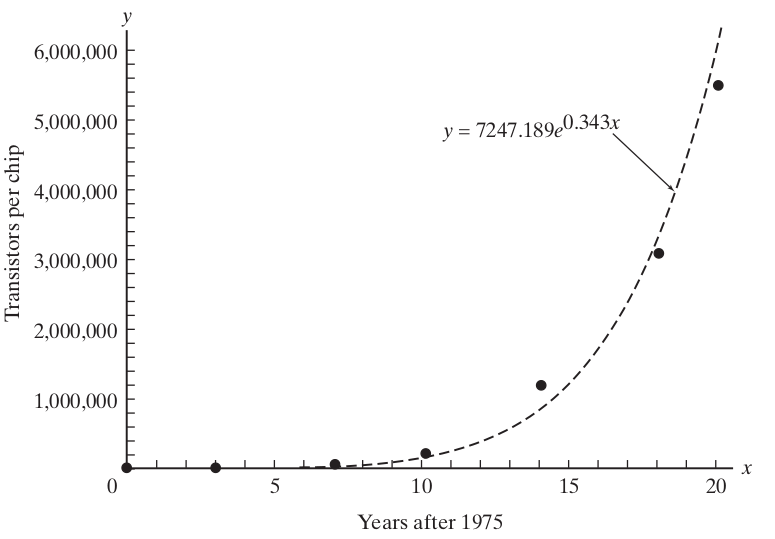 y
6,000,000
5,000,000
y = 7247.189e^0.343x
4,000,000
Transistors per chip
3,000,000
2,000,000
1,000,000
0 5 10 15 20 x
Years after 1975